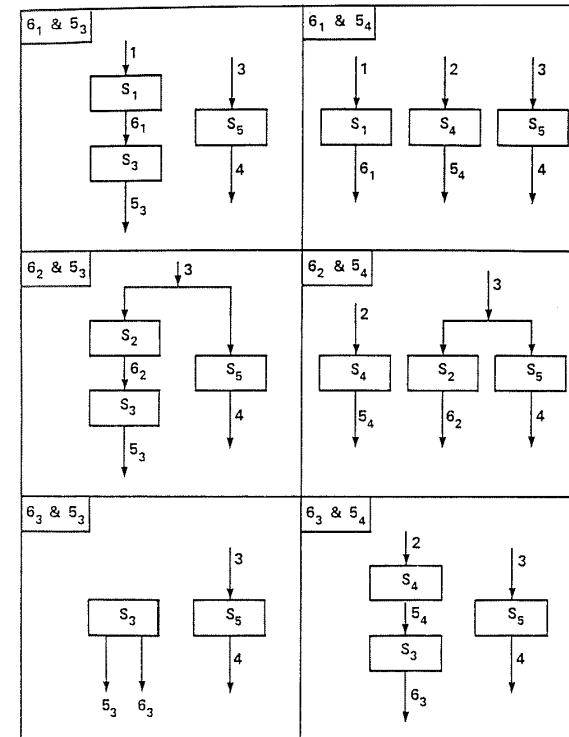 6₁ & 5₃
1
S₁
6₁
S₃
5₃
3
S₅
4
6₁ & 5₄
1
S₁
6₁
2
S₄
5₄
3
S₅
4
6₂ & 5₃
3
S₂
6₂
S₃
5₃
S₅
4
6₂ & 5₄
2
S₄
5₄
3
S₂
6₂
S₅
4
6₃ & 5₃
S₃
5₃
6₃
3
S₅
4
6₃ & 5₄
2
S₄
5₄
S₃
6₃
3
S₅
4